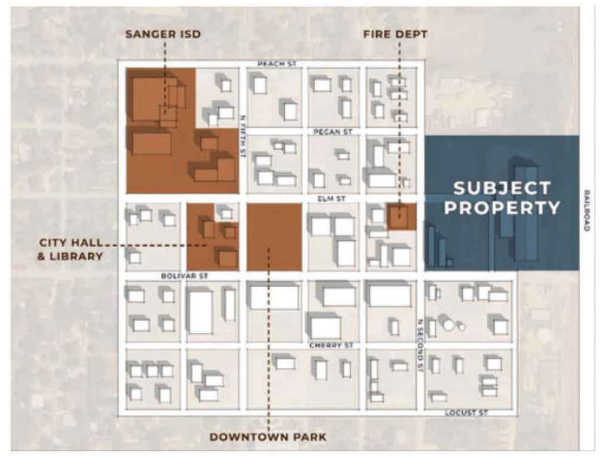 SANGER ISD
FIRE DEPT
PEACH ST
N FIFTH ST
PECAN ST
ELM ST
SUBJECT
PROPERTY
RAILROAD
CITY HALL
& LIBRARY
BOLIVAR ST
N SECOND ST
CHERRY ST
LOCUST ST
DOWNTOWN PARK